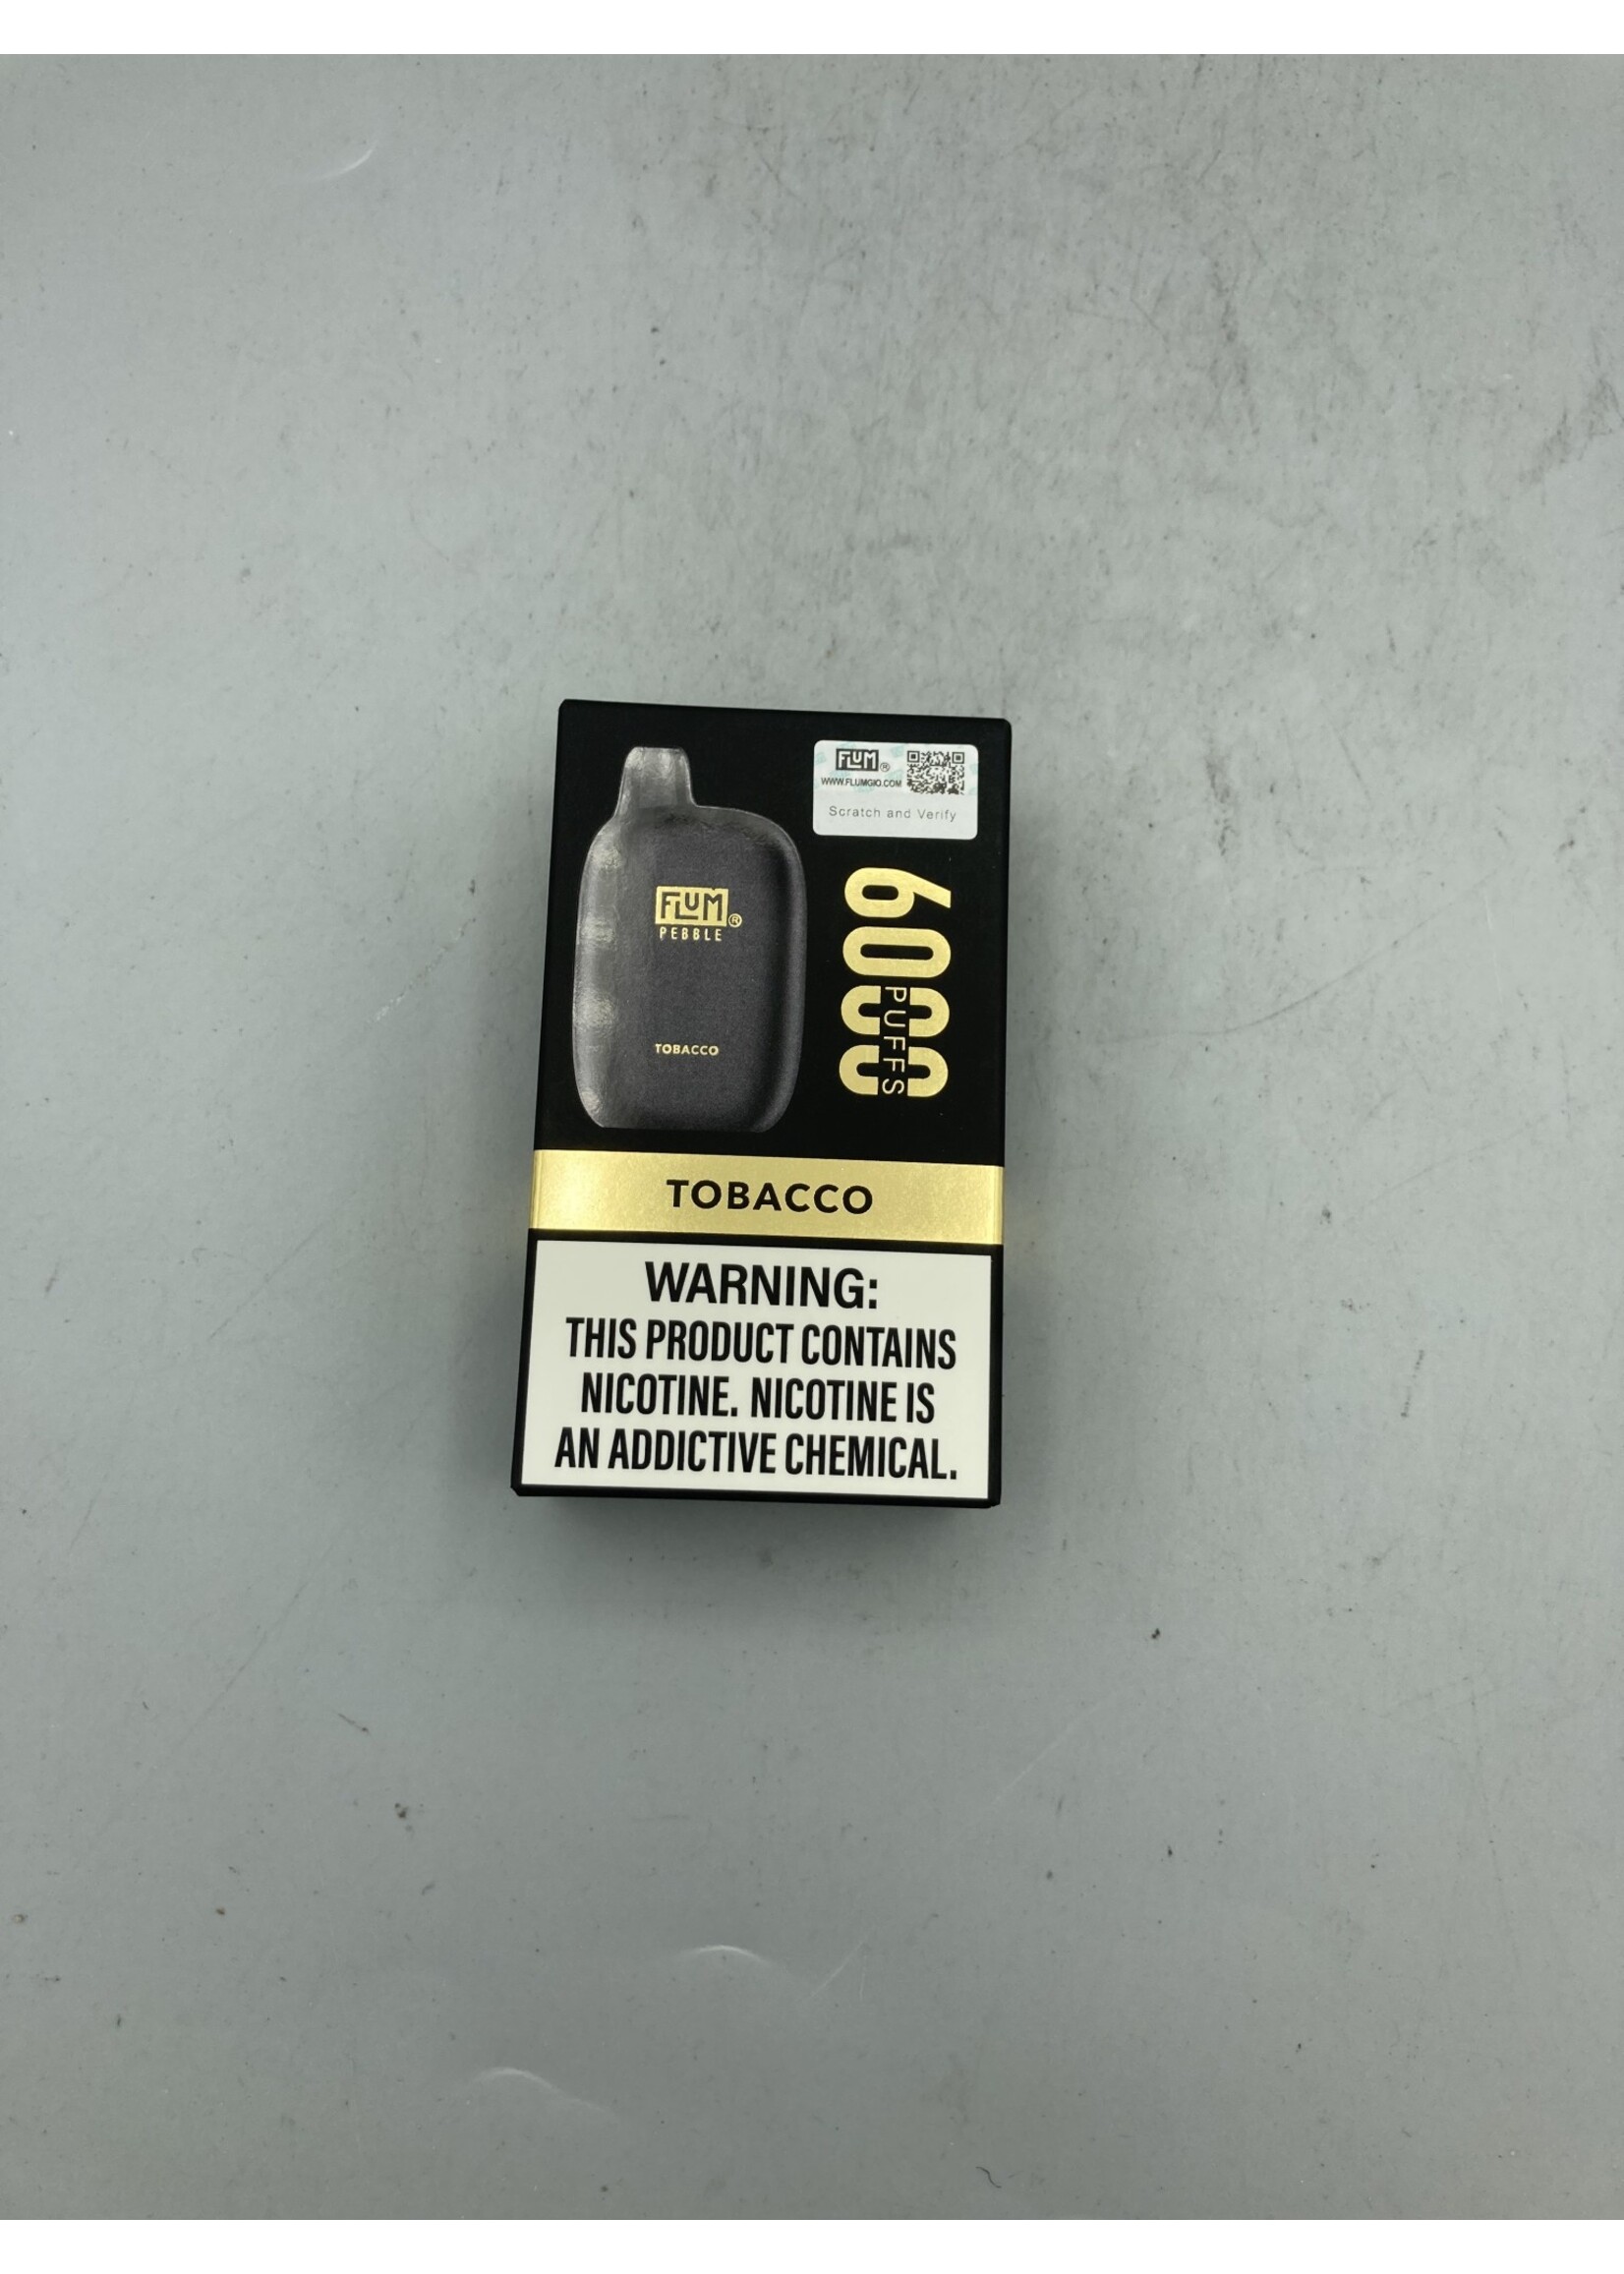 FLUM®
WWW.FLUMGIO.COM
Scratch and Verify
FLUM®
PEBBLE
TOBACCO
6000
PUFFS
TOBACCO
WARNING:
THIS PRODUCT CONTAINS
NICOTINE. NICOTINE IS
AN ADDICTIVE CHEMICAL.